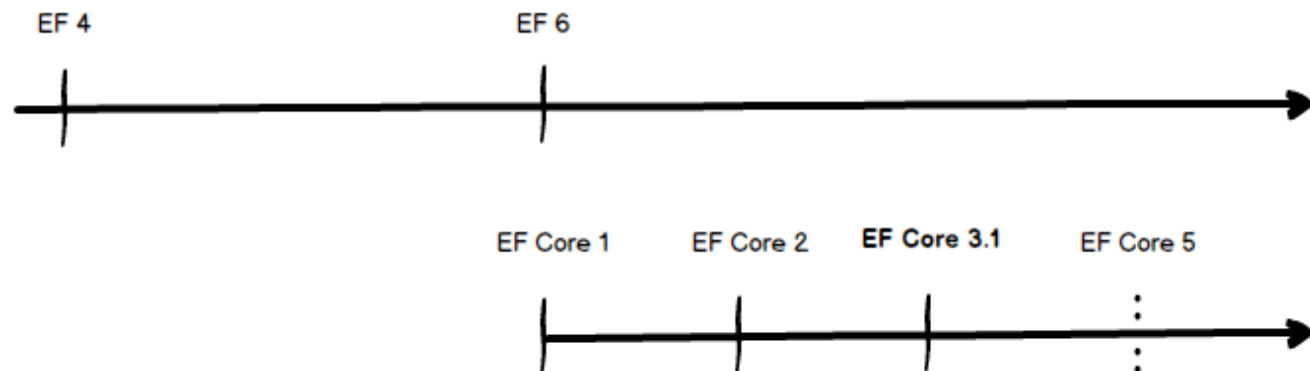 EF 4
EF 6
EF Core 1
EF Core 2
EF Core 3.1
EF Core 5